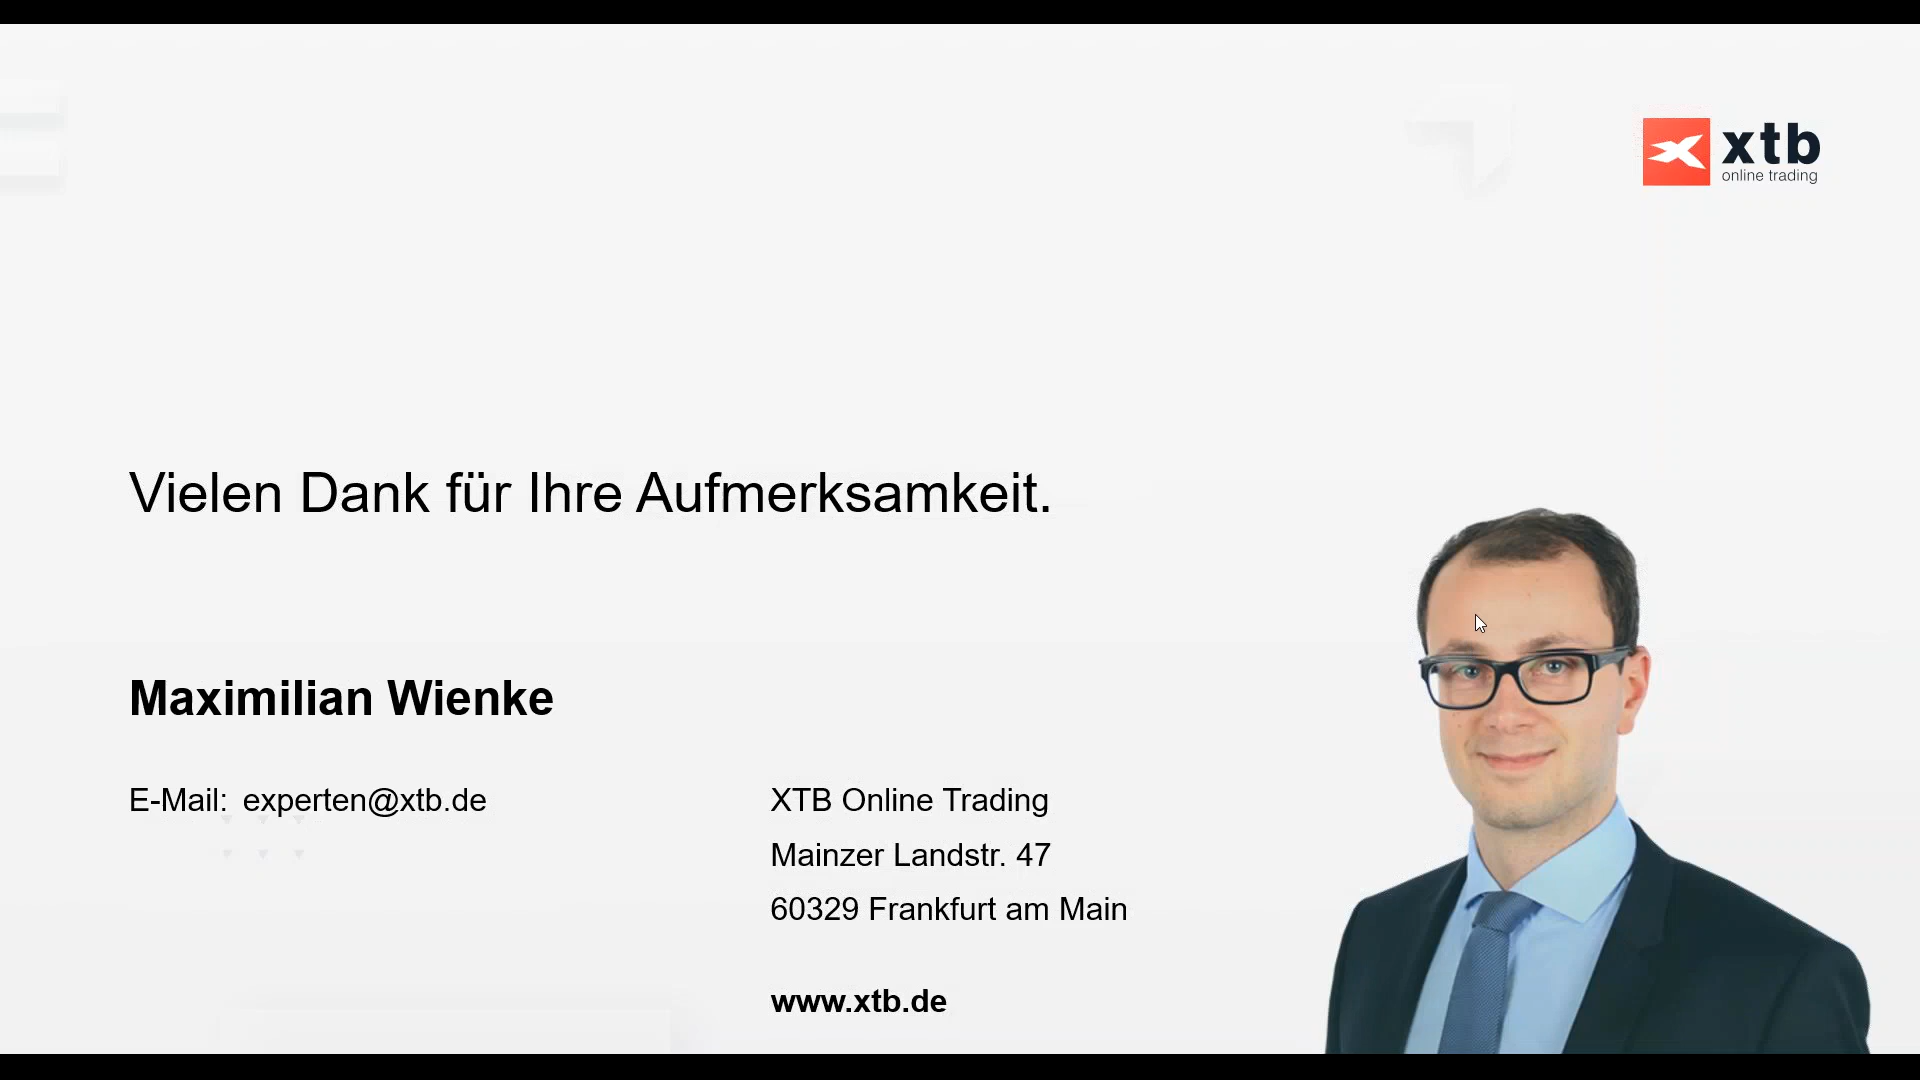 xtb
online trading
Vielen Dank für Ihre Aufmerksamkeit.
Maximilian Wienke
E-Mail: experten@xtb.de
XTB Online Trading
Mainzer Landstr. 47
60329 Frankfurt am Main
www.xtb.de